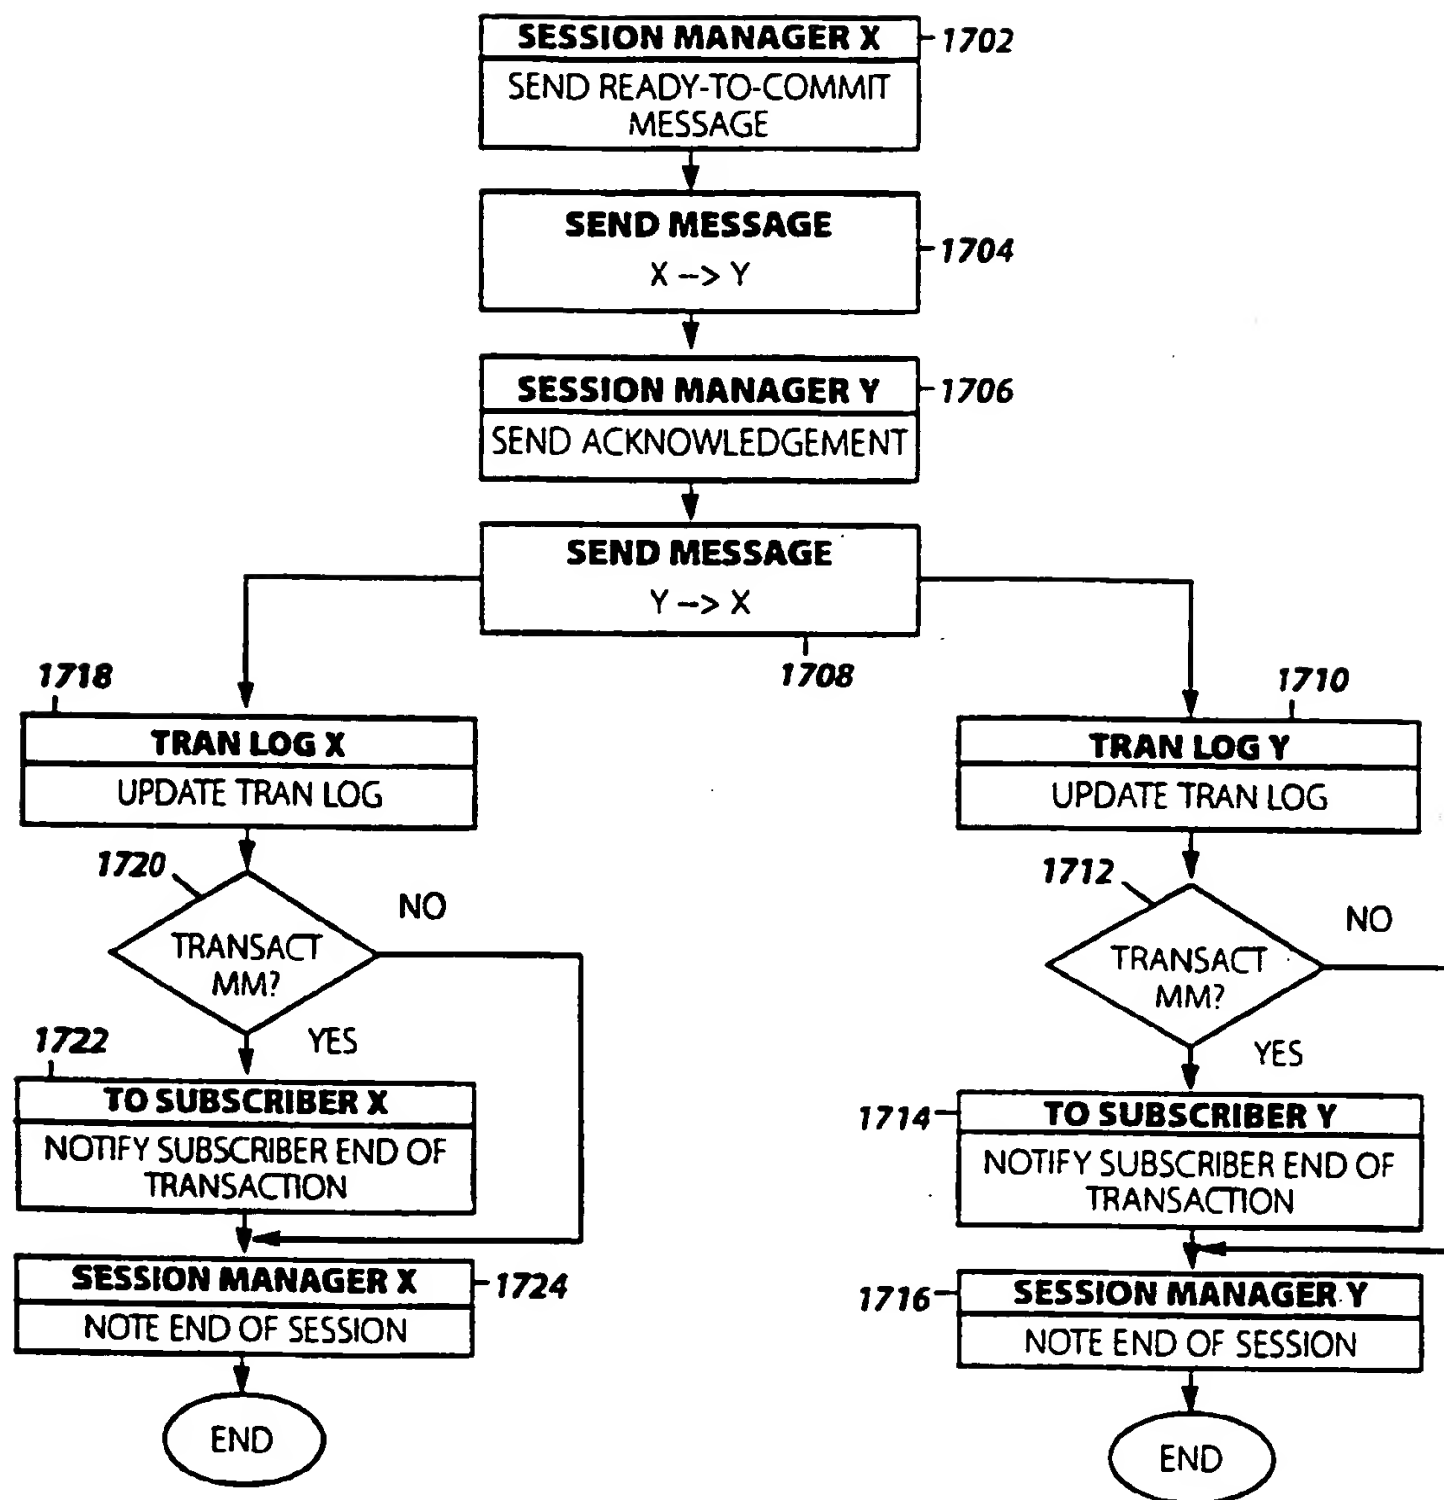 SESSION MANAGER X
1702
SEND READY-TO-COMMIT
MESSAGE
SEND MESSAGE
X --> Y
1704
SESSION MANAGER Y
1706
SEND ACKNOWLEDGEMENT
SEND MESSAGE
Y --> X
1708
1718
TRAN LOG X
UPDATE TRAN LOG
1720
NO
TRANSACT
MM?
YES
1722
TO SUBSCRIBER X
NOTIFY SUBSCRIBER END OF
TRANSACTION
SESSION MANAGER X
1724
NOTE END OF SESSION
END
1710
TRAN LOG Y
UPDATE TRAN LOG
1712
NO
TRANSACT
MM?
YES
1714
TO SUBSCRIBER Y
NOTIFY SUBSCRIBER END OF
TRANSACTION
1716
SESSION MANAGER Y
NOTE END OF SESSION
END